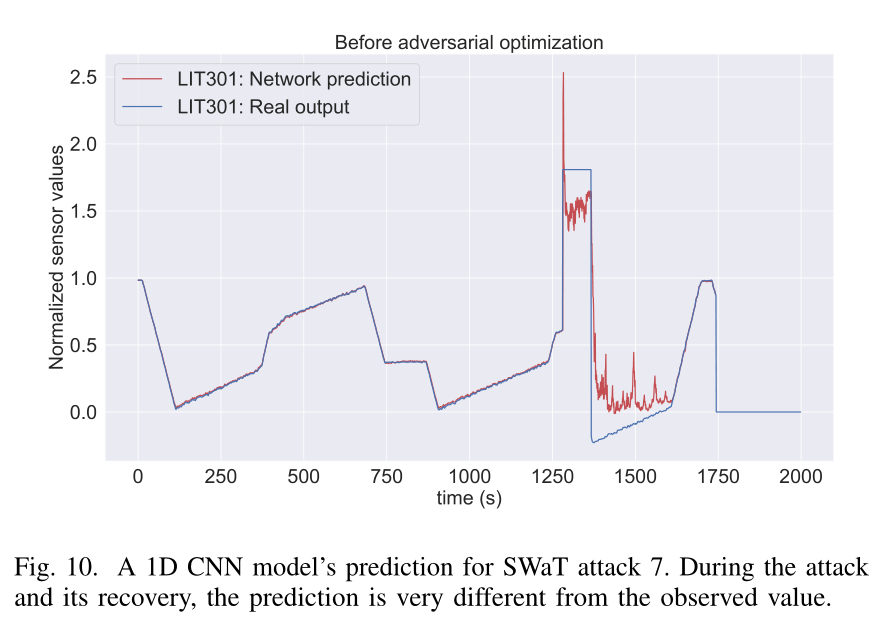 Before adversarial optimization
LIT301: Network prediction
LIT301: Real output
Normalized sensor values
2.5
2.0
1.5
1.0
0.5
0.0
0 250 500 750 1000 1250 1500 1750 2000
time (s)
Fig. 10. A 1D CNN model's prediction for SWaT attack 7. During the attack
and its recovery, the prediction is very different from the observed value.